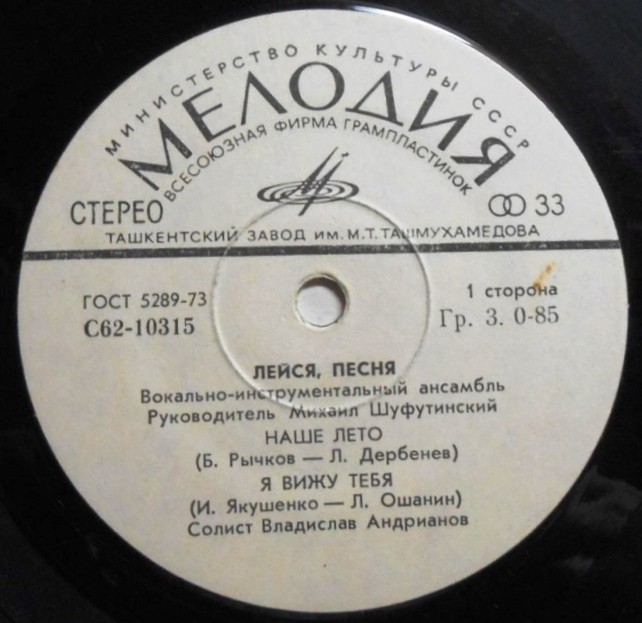 МИНИСТЕРСТВО КУЛЬТУРЫ СССР
МЕЛОДИЯ
ВСЕСОЮЗНАЯ ФИРМА ГРАМПЛАСТИНОК
СТЕРЕО 33
ТАШКЕНТСКИЙ ЗАВОД ИМ. М.Т. ТАШМУХАМЕДОВА
ГОСТ 5289-73 1 сторона
С62-10315 Гр. 3. 0-85
ЛЕЙСЯ, ПЕСНЯ
Вокально-инструментальный ансамбль
Руководитель Михаил Шуфутинский
НАШЕ ЛЕТО
(Б. Рычков — Л. Дербенев)
Я ВИЖУ ТЕБЯ
(И. Якушенко — Л. Ошанин)
Солист Владислав Андрианов